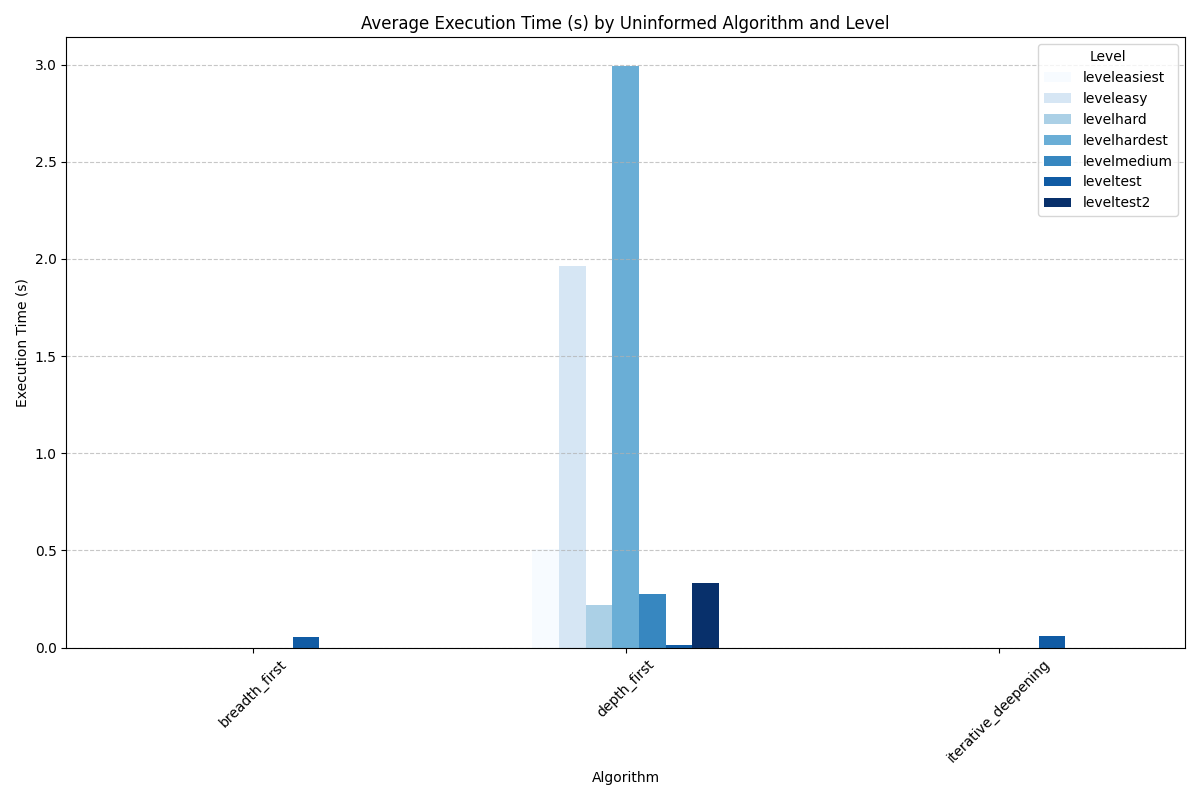 Average Execution Time (s) by Uninformed Algorithm and Level
Level
leveleasiest
leveleasy
levelhard
levelhardest
levelmedium
leveltest
leveltest2
Execution Time (s)
3.0
2.5
2.0
1.5
1.0
0.5
0.0
breadth_first
depth_first
iterative_deepening
Algorithm